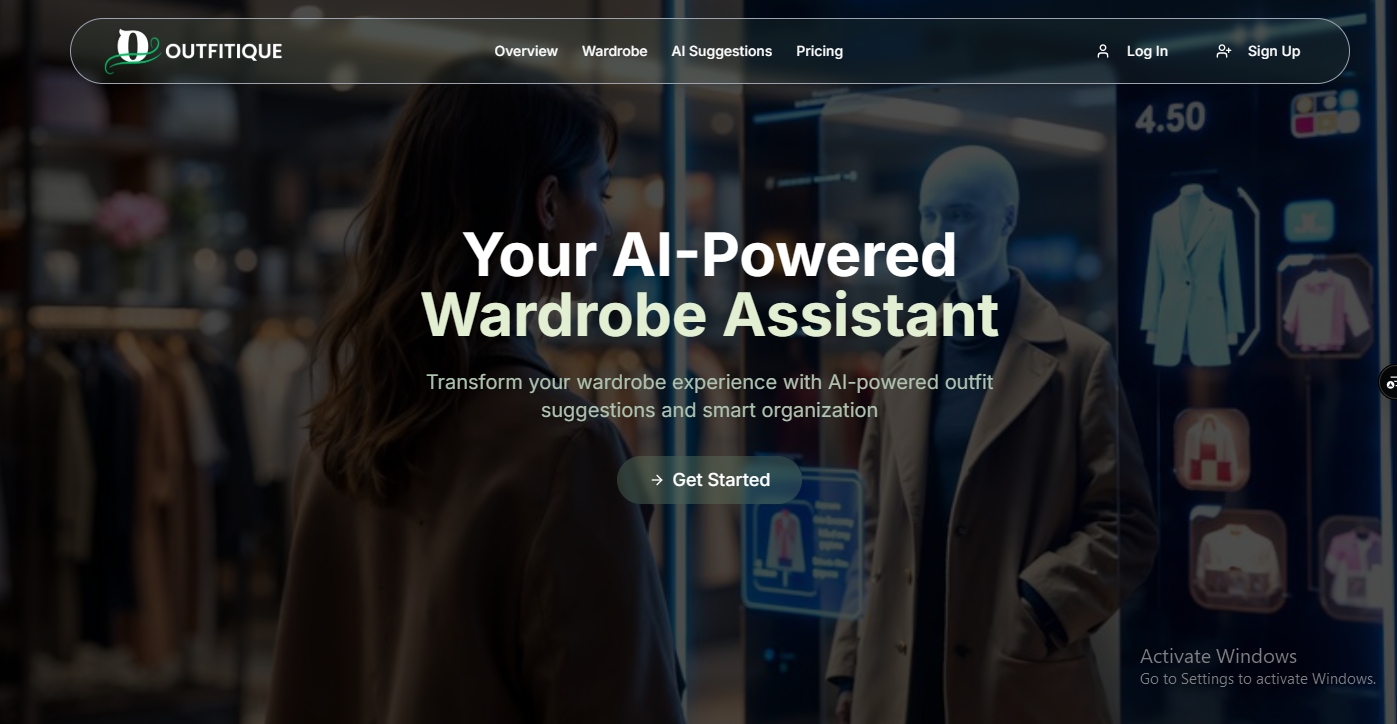 OUTFITIQUE
Overview
Wardrobe
AI Suggestions
Pricing
Log In
Sign Up
4.50
Your AI-Powered
Wardrobe Assistant
Transform your wardrobe experience with AI-powered outfit
suggestions and smart organization
Get Started
Activate Windows
Go to Settings to activate Windows.